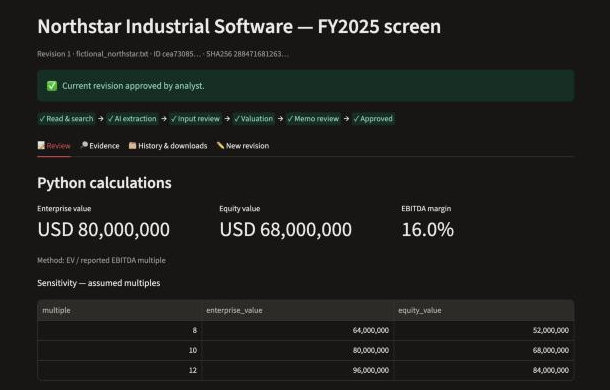 Northstar Industrial Software — FY2025 screen
Revision 1 · fictional_northstar.txt · ID cea73085… · SHA256 288471681263…
✅ Current revision approved by analyst.
✓ Read & search → ✓ AI extraction → ✓ Input review → ✓ Valuation → ✓ Memo review → ✓ Approved
📝 Review 🔎 Evidence 🗂️ History & downloads ✏️ New revision
Python calculations
Enterprise value Equity value EBITDA margin
USD 80,000,000 USD 68,000,000 16.0%
Method: EV / reported EBITDA multiple
Sensitivity — assumed multiples
multiple enterprise_value equity_value
8 64,000,000 52,000,000
10 80,000,000 68,000,000
12 96,000,000 84,000,000